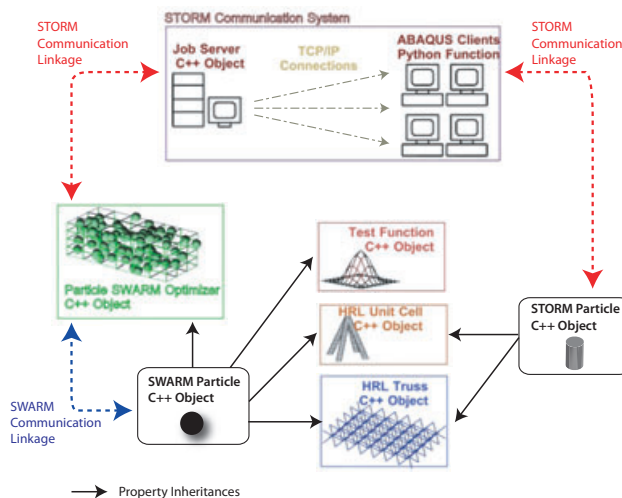 STORM Communication System
STORM
Communication
Linkage
Job Server
C++ Object
TCP/IP
Connections
ABAQUS Clients
Python Function
STORM
Communication
Linkage
Particle SWARM Optimizer
C++ Object
Test Function
C++ Object
HRL Unit Cell
C++ Object
STORM Particle
C++ Object
SWARM Particle
C++ Object
HRL Truss
C++ Object
SWARM
Communication
Linkage
Property Inheritances